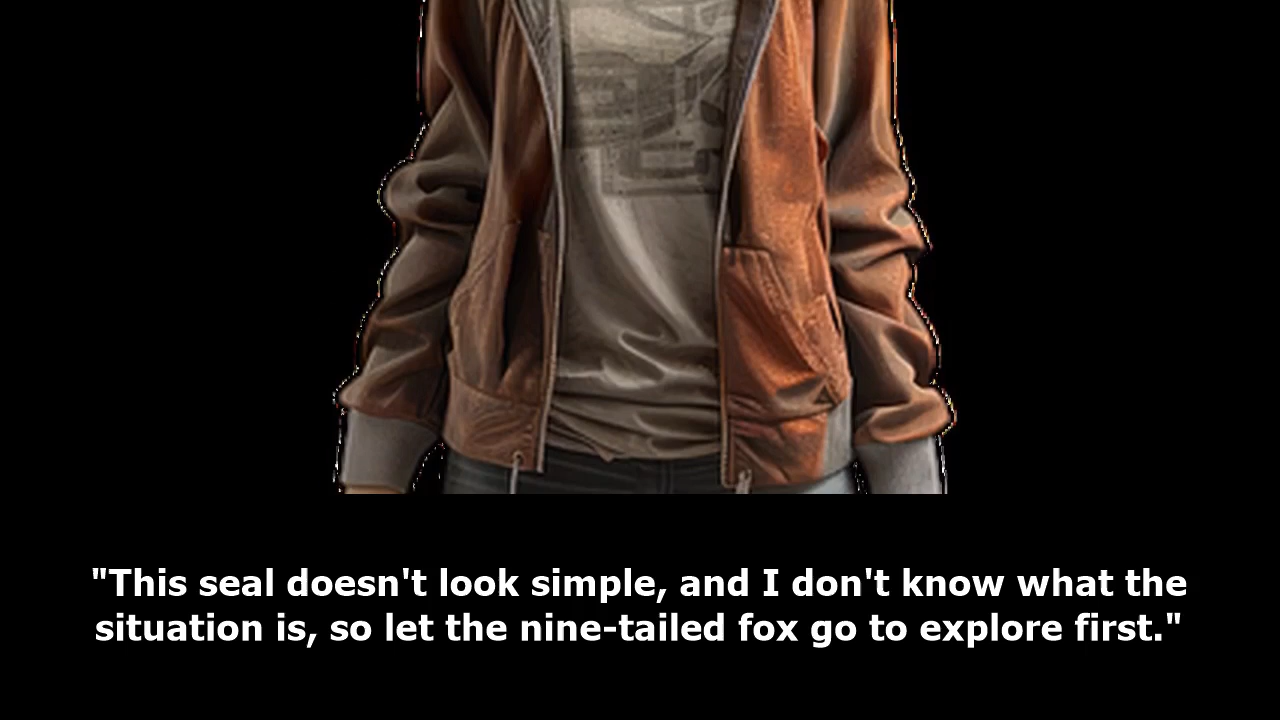 "This seal doesn't look simple, and I don't know what the
situation is, so let the nine-tailed fox go to explore first."